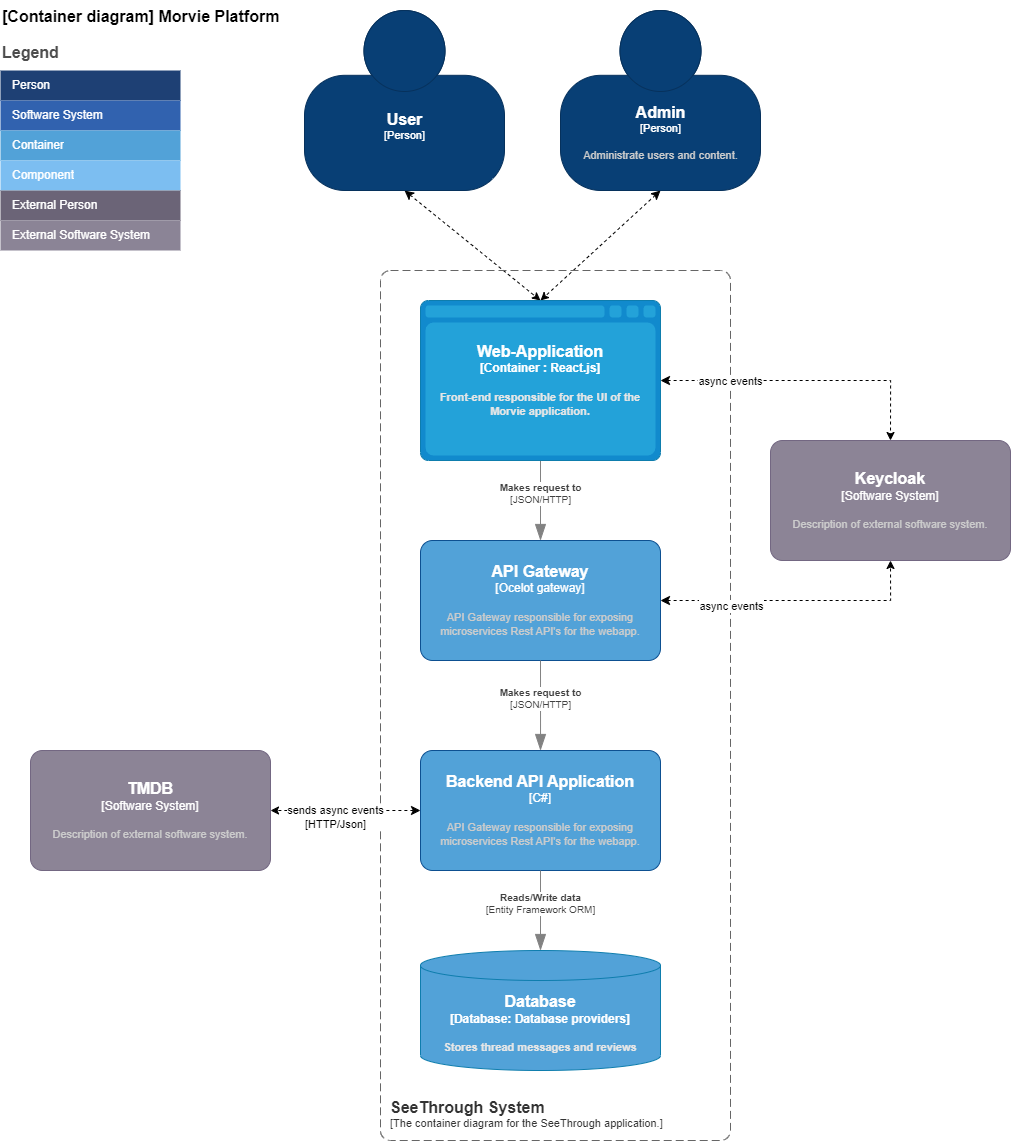 [Container diagram] Morvie Platform
Legend
Person
Software System
Container
Component
External Person
External Software System
User
[Person]
Admin
[Person]
Administrate users and content.
Web-Application
[Container : React.js]
Front-end responsible for the UI of the
Morvie application.
async events
Keycloak
[Software System]
Description of external software system.
Makes request to
[JSON/HTTP]
API Gateway
[Ocelot gateway]
API Gateway responsible for exposing
microservices Rest API's for the webapp.
async events
Makes request to
[JSON/HTTP]
TMDB
[Software System]
Description of external software system.
sends async events
[HTTP/Json]
Backend API Application
[C#]
API Gateway responsible for exposing
microservices Rest API's for the webapp.
Reads/Write data
[Entity Framework ORM]
Database
[Database: Database providers]
Stores thread messages and reviews
SeeThrough System
[The container diagram for the SeeThrough application.]